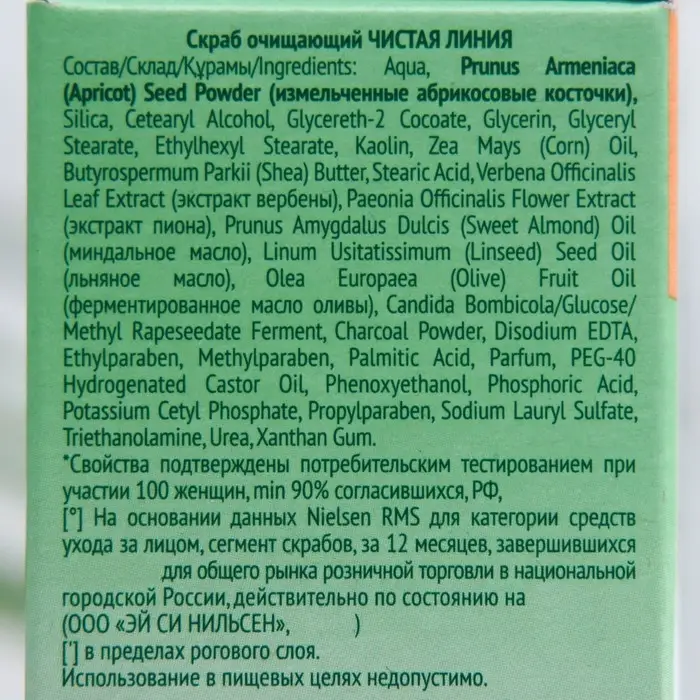 Скраб очищающий ЧИСТАЯ ЛИНИЯ
Состав/Склад/Құрамы/Ingredients: Aqua, Prunus Armeniaca
(Apricot) Seed Powder (измельченные абрикосовые косточки),
Silica, Cetearyl Alcohol, Glycereth-2 Cocoate, Glycerin, Glyceryl
Stearate, Ethylhexyl Stearate, Kaolin, Zea Mays (Corn) Oil,
Butyrospermum Parkii (Shea) Butter, Stearic Acid, Verbena Officinalis
Leaf Extract (экстракт вербены), Paeonia Officinalis Flower Extract
(экстракт пиона), Prunus Amygdalus Dulcis (Sweet Almond) Oil
(миндальное масло), Linum Usitatissimum (Linseed) Seed Oil
(льняное масло), Olea Europaea (Olive) Fruit Oil
(ферментированное масло оливы), Candida Bombicola/Glucose/
Methyl Rapeseedate Ferment, Charcoal Powder, Disodium EDTA,
Ethylparaben, Methylparaben, Palmitic Acid, Parfum, PEG-40
Hydrogenated Castor Oil, Phenoxyethanol, Phosphoric Acid,
Potassium Cetyl Phosphate, Propylparaben, Sodium Lauryl Sulfate,
Triethanolamine, Urea, Xanthan Gum.
*Свойства подтверждены потребительским тестированием при
участии 100 женщин, min 90% согласившихся, РФ,
[°] На основании данных Nielsen RMS для категории средств
ухода за лицом, сегмент скрабов, за 12 месяцев, завершившихся
для общего рынка розничной торговли в национальной
городской России, действительно по состоянию на
(ООО «ЭЙ СИ НИЛЬСЕН», )
['] в пределах рогового слоя.
Использование в пищевых целях недопустимо.